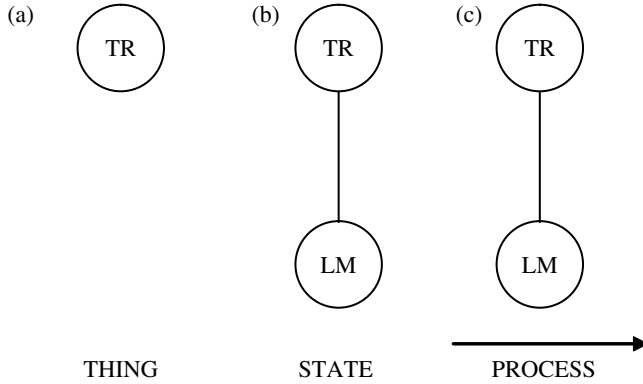 (a) (b) (c)
TR TR TR
LM LM
THING STATE PROCESS